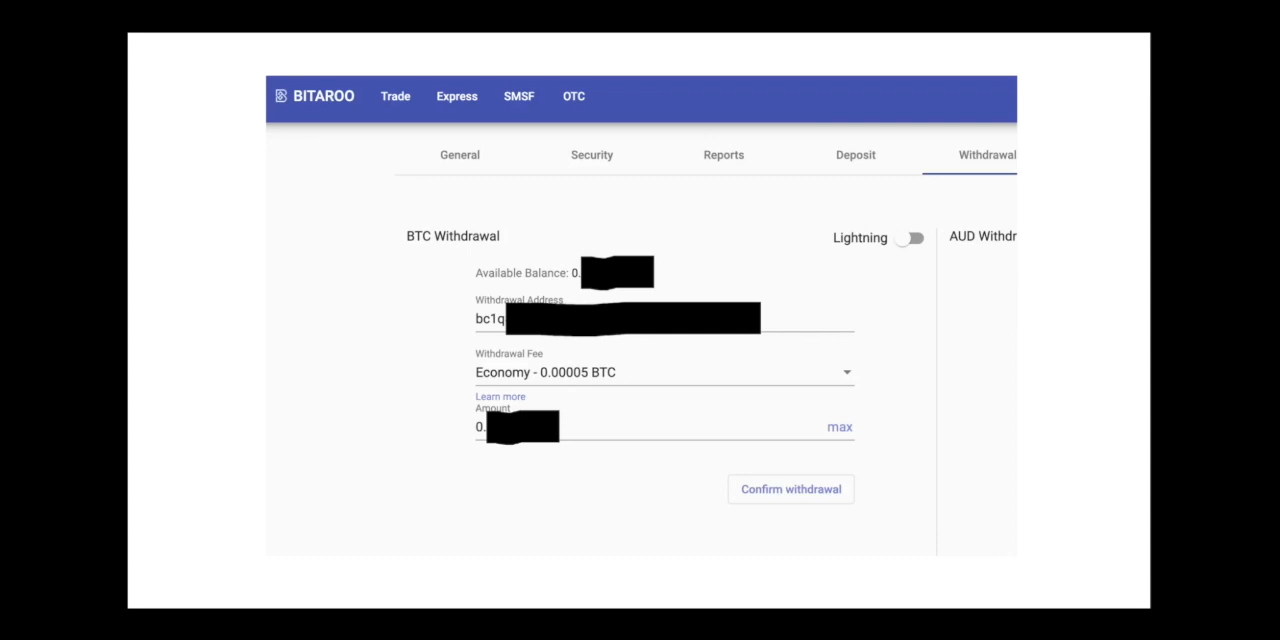 BITAROO Trade Express SMSF OTC
General Security Reports Deposit Withdrawal
BTC Withdrawal Lightning AUD Withdr
Available Balance: 0.
Withdrawal Address
bc1q
Withdrawal Fee
Economy - 0.00005 BTC
Learn more
Amount
0. max
Confirm withdrawal